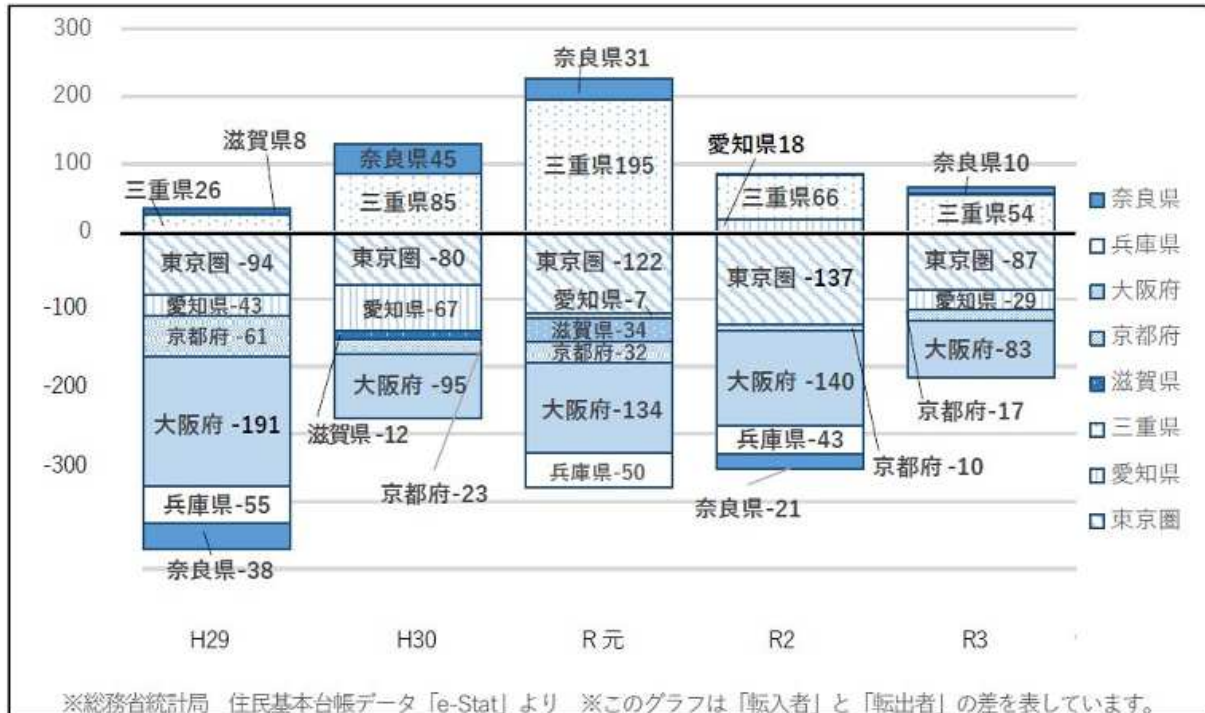 300
200
100
0
-100
-200
-300
滋賀県8
三重県26
東京圏 -94
愛知県-43
京都府 -61
大阪府 -191
兵庫県-55
奈良県-38
奈良県45
三重県85
東京圏 -80
愛知県-67
大阪府 -95
滋賀県-12
京都府-23
奈良県31
三重県195
東京圏 -122
愛知県-7
滋賀県-34
京都府-32
大阪府-134
兵庫県-50
愛知県18
三重県66
東京圏 -137
大阪府 -140
兵庫県-43
京都府 -10
奈良県-21
奈良県10
三重県54
東京圏 -87
愛知県 -29
大阪府-83
京都府-17
奈良県
兵庫県
大阪府
京都府
滋賀県
三重県
愛知県
東京圏
H29 H30 R元 R2 R3
※総務省統計局 住民基本台帳データ「e-Stat」より ※このグラフは「転入者」と「転出者」の差を表しています。